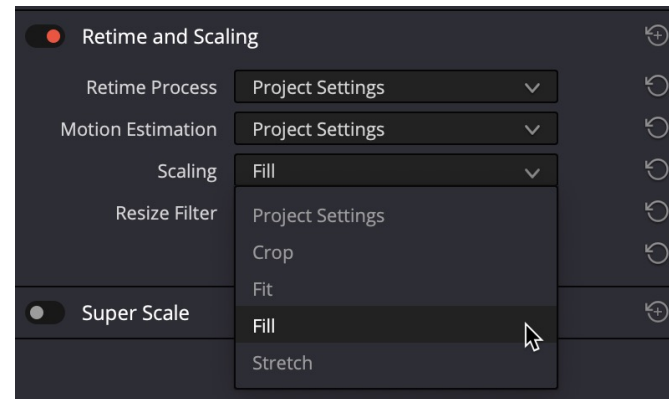 Retime and Scaling
Retime Process Project Settings
Motion Estimation Project Settings
Scaling Fill
Resize Filter
Project Settings
Crop
Fit
Fill
Stretch
Super Scale